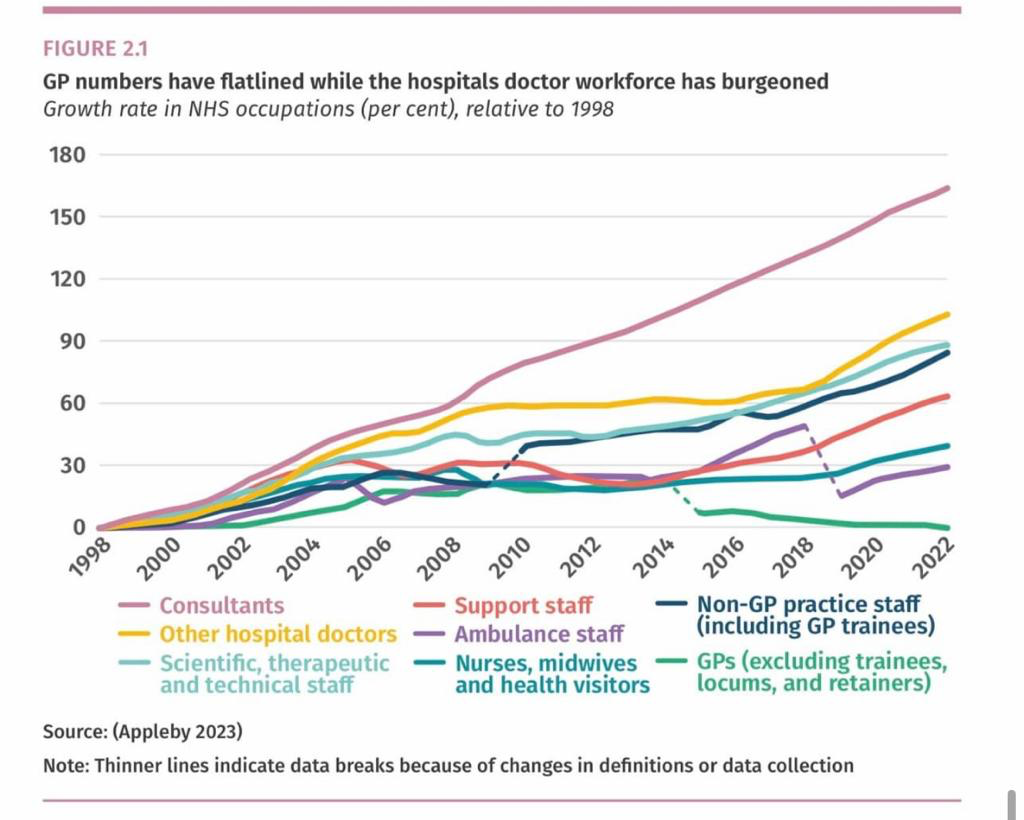 FIGURE 2.1
GP numbers have flatlined while the hospitals doctor workforce has burgeoned
Growth rate in NHS occupations (per cent), relative to 1998
180
150
120
90
60
30
0
1998 2000 2002 2004 2006 2008 2010 2012 2014 2016 2018 2020 2022
Consultants
Other hospital doctors
Scientific, therapeutic
and technical staff
Support staff
Ambulance staff
Nurses, midwives
and health visitors
Non-GP practice staff
(including GP trainees)
GPs (excluding trainees,
locums, and retainers)
Source: (Appleby 2023)
Note: Thinner lines indicate data breaks because of changes in definitions or data collection